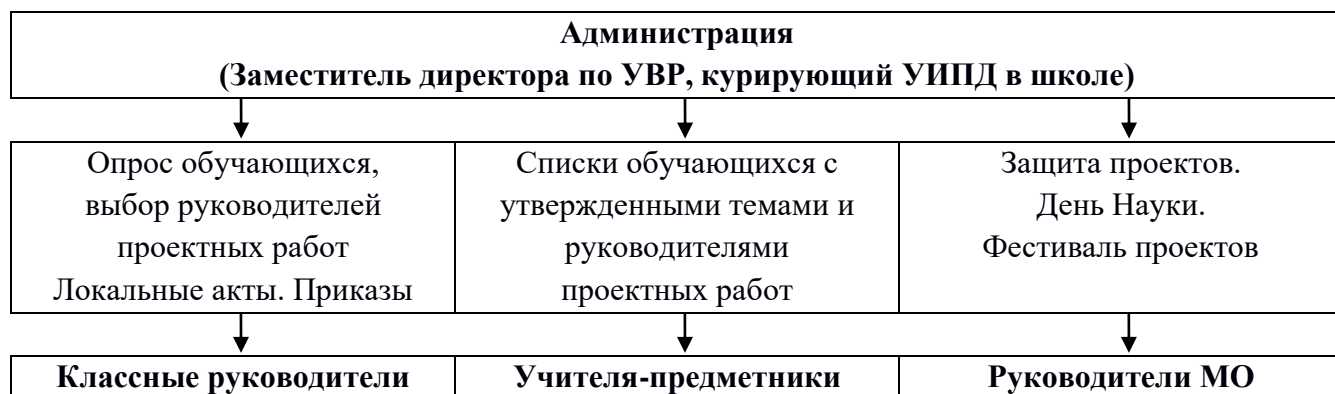 Администрация
(Заместитель директора по УВР, курирующий УИПД в школе)
Опрос обучающихся,
выбор руководителей
проектных работ
Локальные акты. Приказы
Списки обучающихся с
утвержденными темами и
руководителями
проектных работ
Защита проектов.
День Науки.
Фестиваль проектов
Классные руководители
Учителя-предметники
Руководители МО